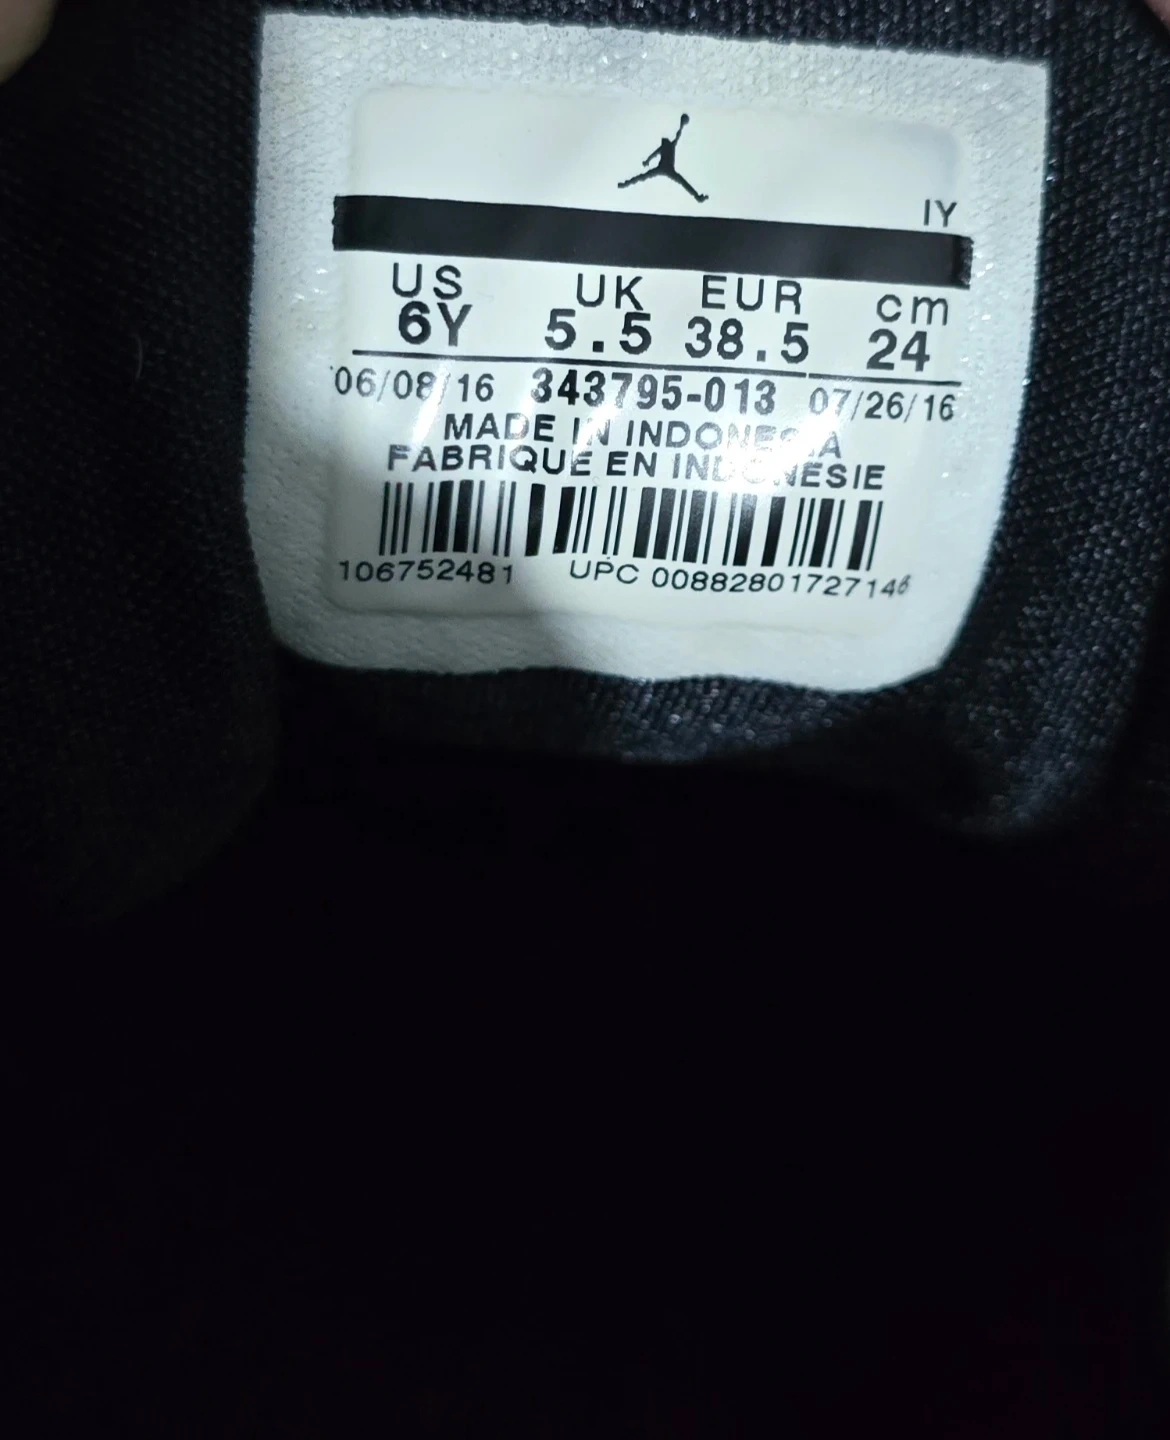 IY
US UK EUR cm
6Y 5.5 38.5 24
06/08/16 343795-013 07/26/16
MADE IN INDONESIA
FABRIQUE EN INDONESIE
106752481 UPC 00882801727146